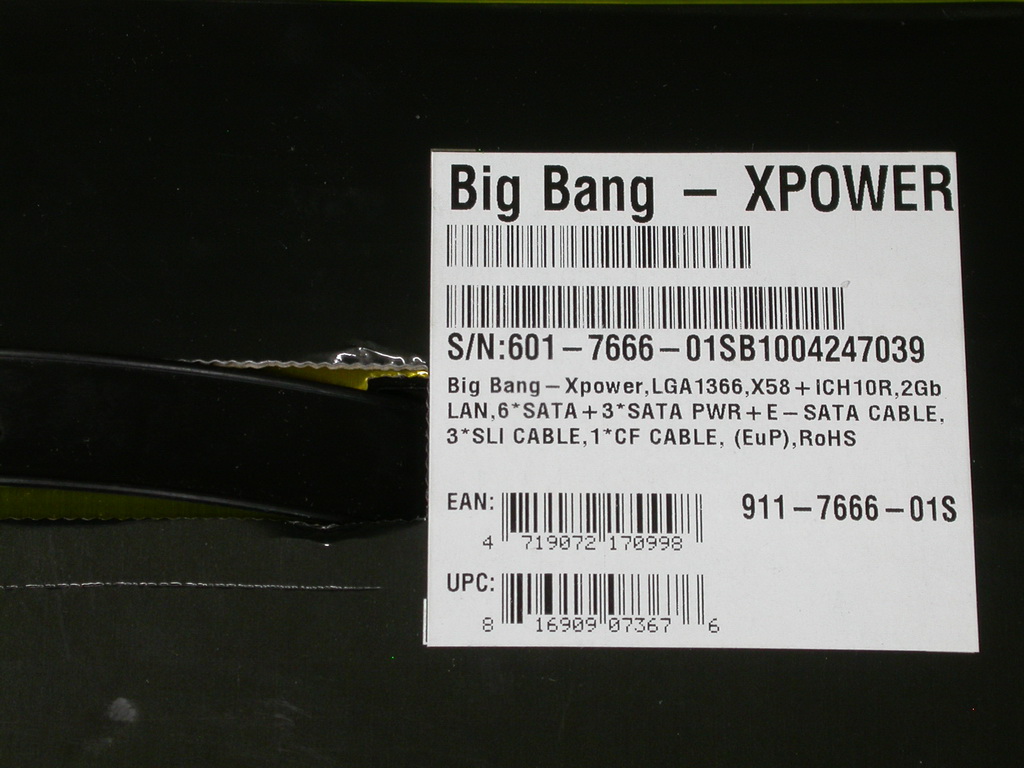 Big Bang – XPOWER
S/N:601–7666–01SB1004247039
Big Bang–Xpower,LGA1366,X58+ICH10R,2Gb
LAN,6*SATA+3*SATA PWR+E–SATA CABLE,
3*SLI CABLE,1*CF CABLE, (EuP),RoHS
EAN:
4 719072 170998
911–7666–01S
UPC:
8 16909 07367 6